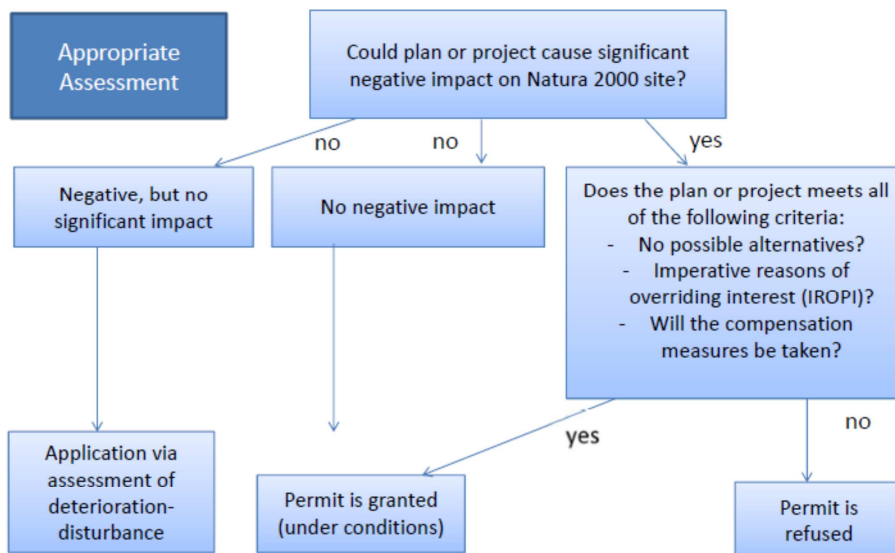 Appropriate
Assessment
Could plan or project cause significant
negative impact on Natura 2000 site?
no
no
yes
Negative, but no
significant impact
No negative impact
Does the plan or project meets all
of the following criteria:
- No possible alternatives?
- Imperative reasons of
overriding interest (IROPI)?
- Will the compensation
measures be taken?
yes
no
Application via
assessment of
deterioration-
disturbance
Permit is granted
(under conditions)
Permit is
refused